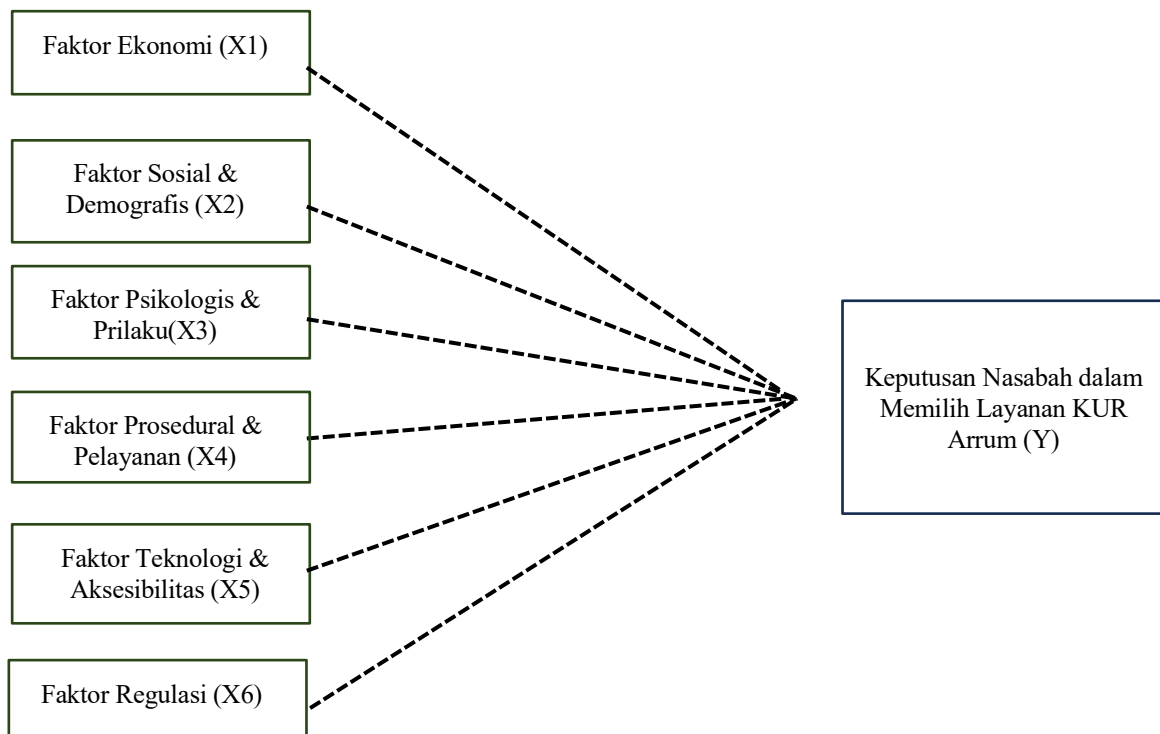 Faktor Ekonomi (X1)
Faktor Sosial &
Demografis (X2)
Faktor Psikologis &
Prilaku(X3)
Faktor Prosedural &
Pelayanan (X4)
Faktor Teknologi &
Aksesibilitas (X5)
Faktor Regulasi (X6)
Keputusan Nasabah dalam
Memilih Layanan KUR
Arrum (Y)